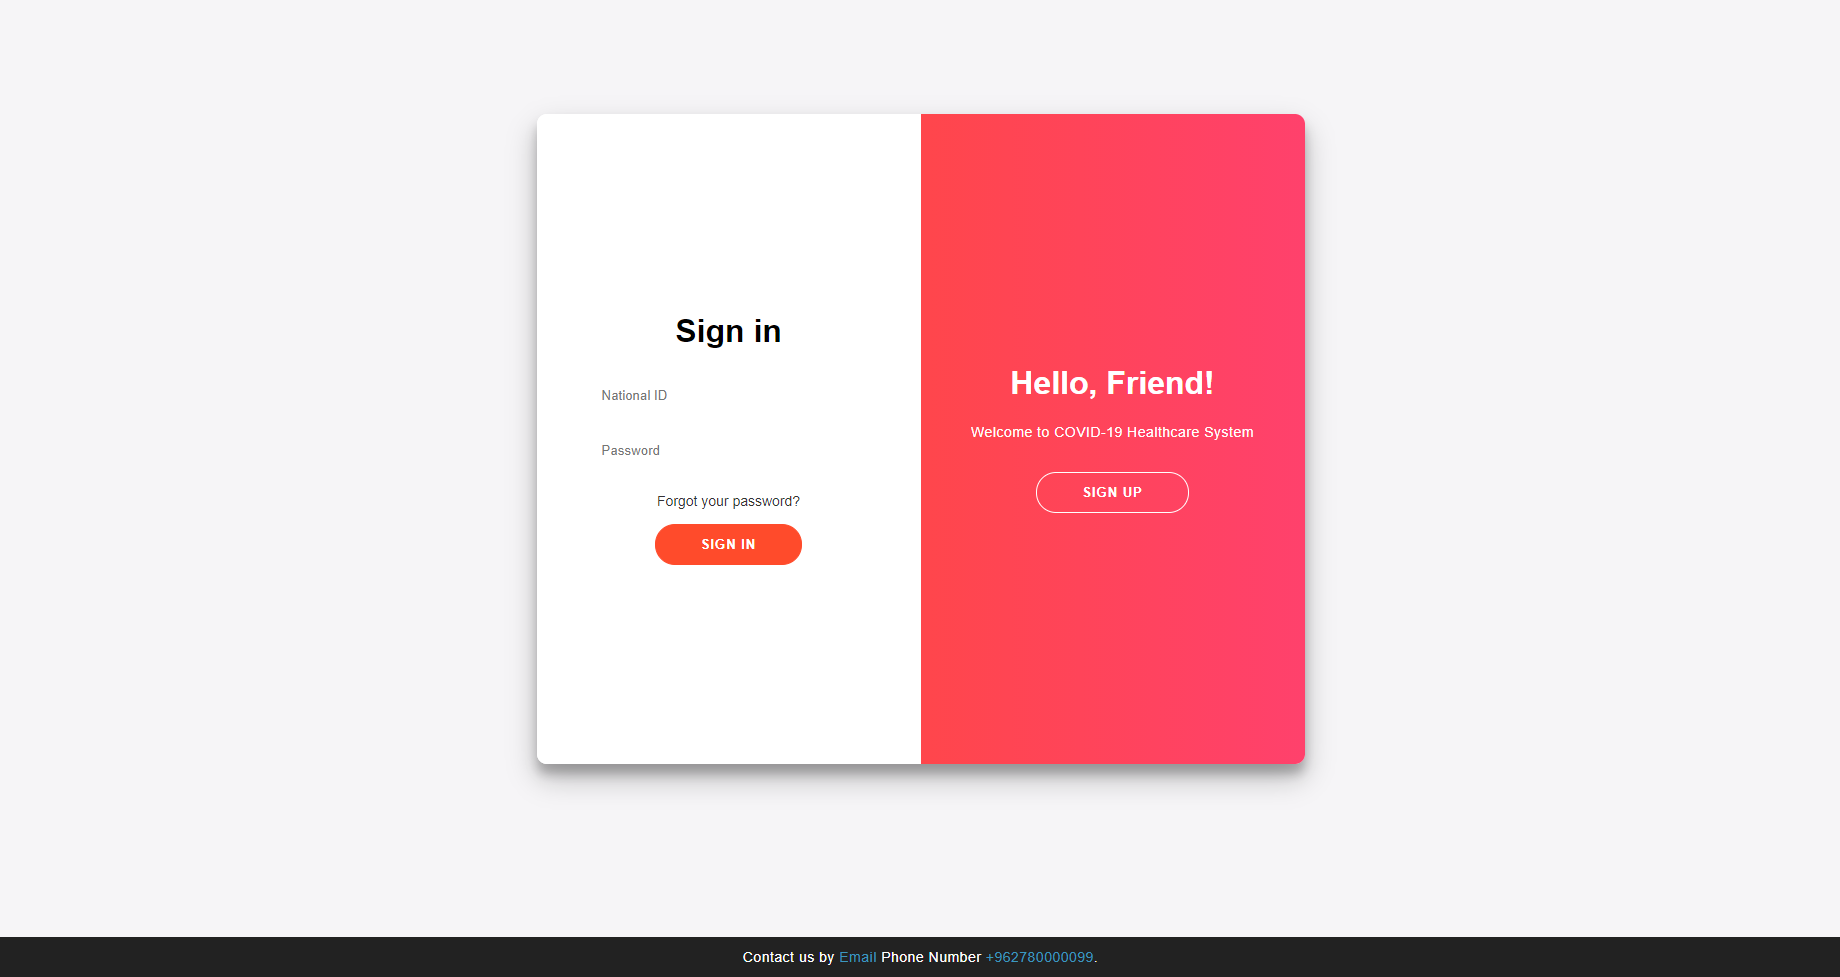 Sign in
National ID
Password
Forgot your password?
SIGN IN
Hello, Friend!
Welcome to COVID-19 Healthcare System
SIGN UP
Contact us by Email Phone Number +962780000099.